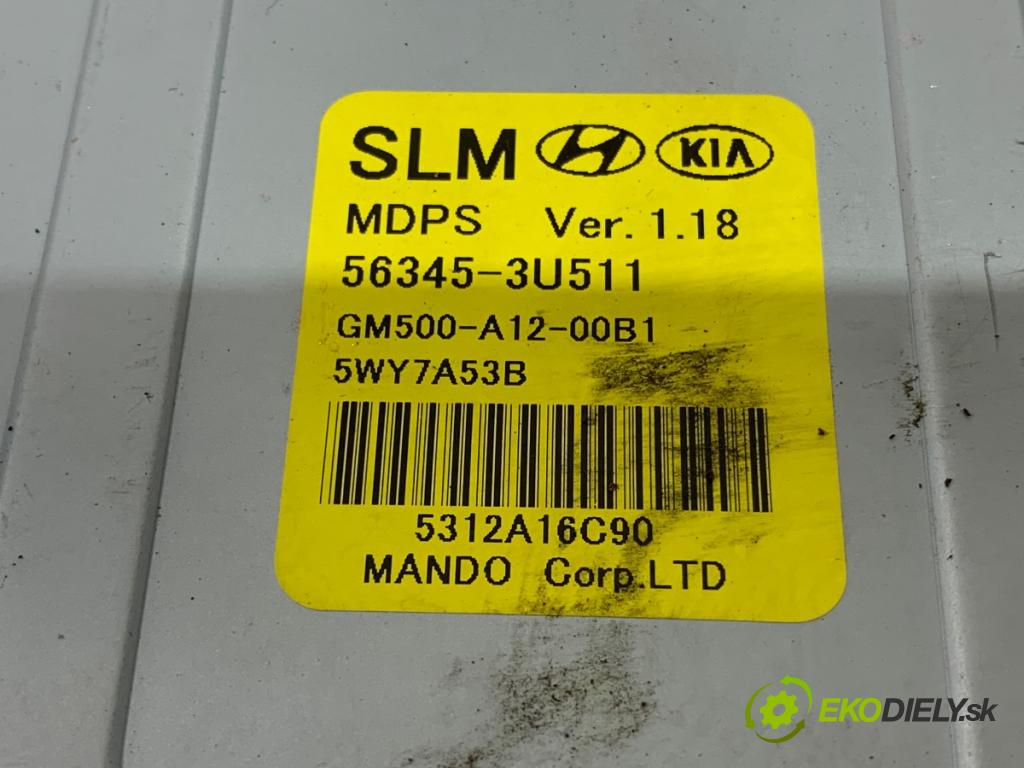 SLM KIA
MDPS Ver. 1.18
56345-3U511
GM500-A12-00B1
5WY7A53B
5312A16C90
MANDO Corp.LTD
EKODIELY.sk